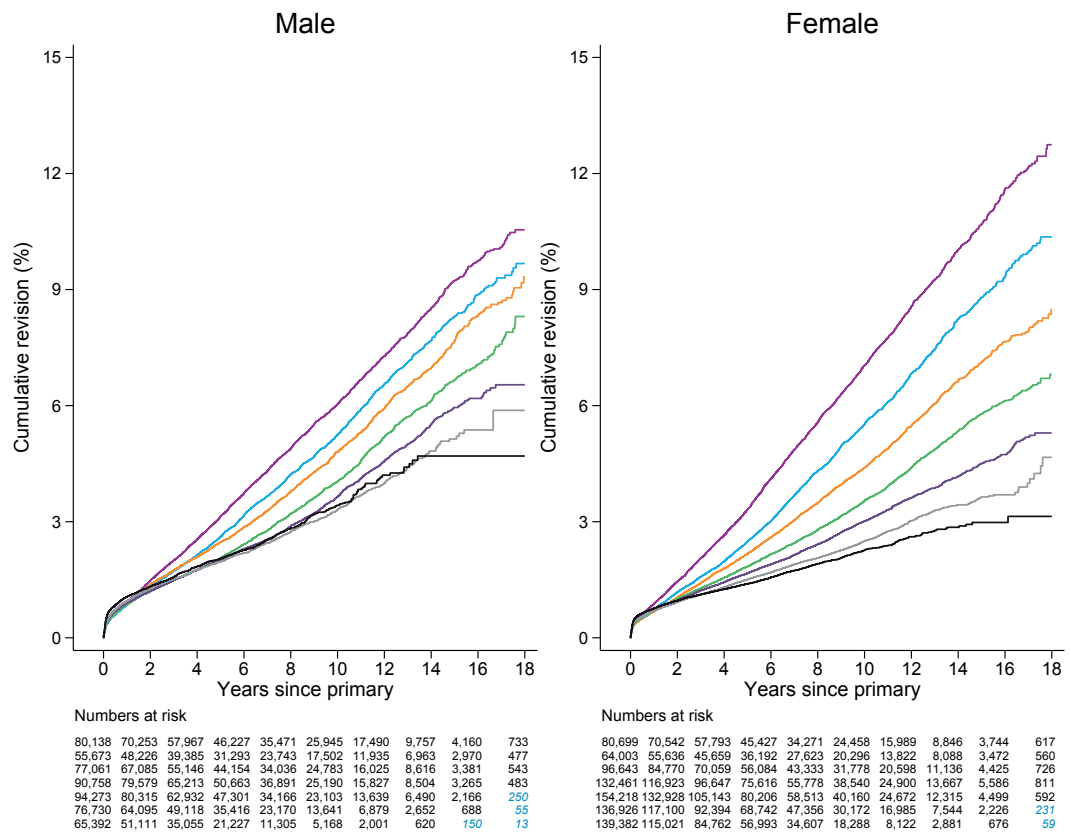 Male
Female
15
12
9
6
3
0
Cumulative revision (%)
0 2 4 6 8 10 12 14 16 18
Years since primary
15
12
9
6
3
0
Cumulative revision (%)
0 2 4 6 8 10 12 14 16 18
Years since primary
Numbers at risk
80,138 70,253 57,967 46,227 35,471 25,945 17,490 9,757 4,160 733
55,673 48,226 39,385 31,293 23,743 17,502 11,935 6,963 2,970 477
77,061 67,085 55,146 44,154 34,036 24,783 16,025 8,616 3,381 543
90,758 79,579 65,213 50,663 36,891 25,190 15,827 8,504 3,265 483
94,273 80,315 62,932 47,301 34,166 23,103 13,639 6,490 2,166 250
76,730 64,095 49,118 35,416 23,170 13,641 6,879 2,652 688 55
65,392 51,111 35,055 21,227 11,305 5,168 2,001 620 150 13
Numbers at risk
80,699 70,542 57,793 45,427 34,271 24,458 15,989 8,846 3,744 617
64,003 55,636 45,659 36,192 27,623 20,296 13,822 8,088 3,472 560
96,643 84,770 70,059 56,084 43,333 31,778 20,598 11,136 4,425 726
132,461 116,923 96,647 75,616 55,778 38,540 24,900 13,667 5,586 811
154,218 132,928 105,143 80,206 58,513 40,160 24,672 12,315 4,499 592
136,926 117,100 92,394 68,742 47,356 30,172 16,985 7,544 2,226 231
139,382 115,021 84,762 56,993 34,607 18,288 8,122 2,881 676 59